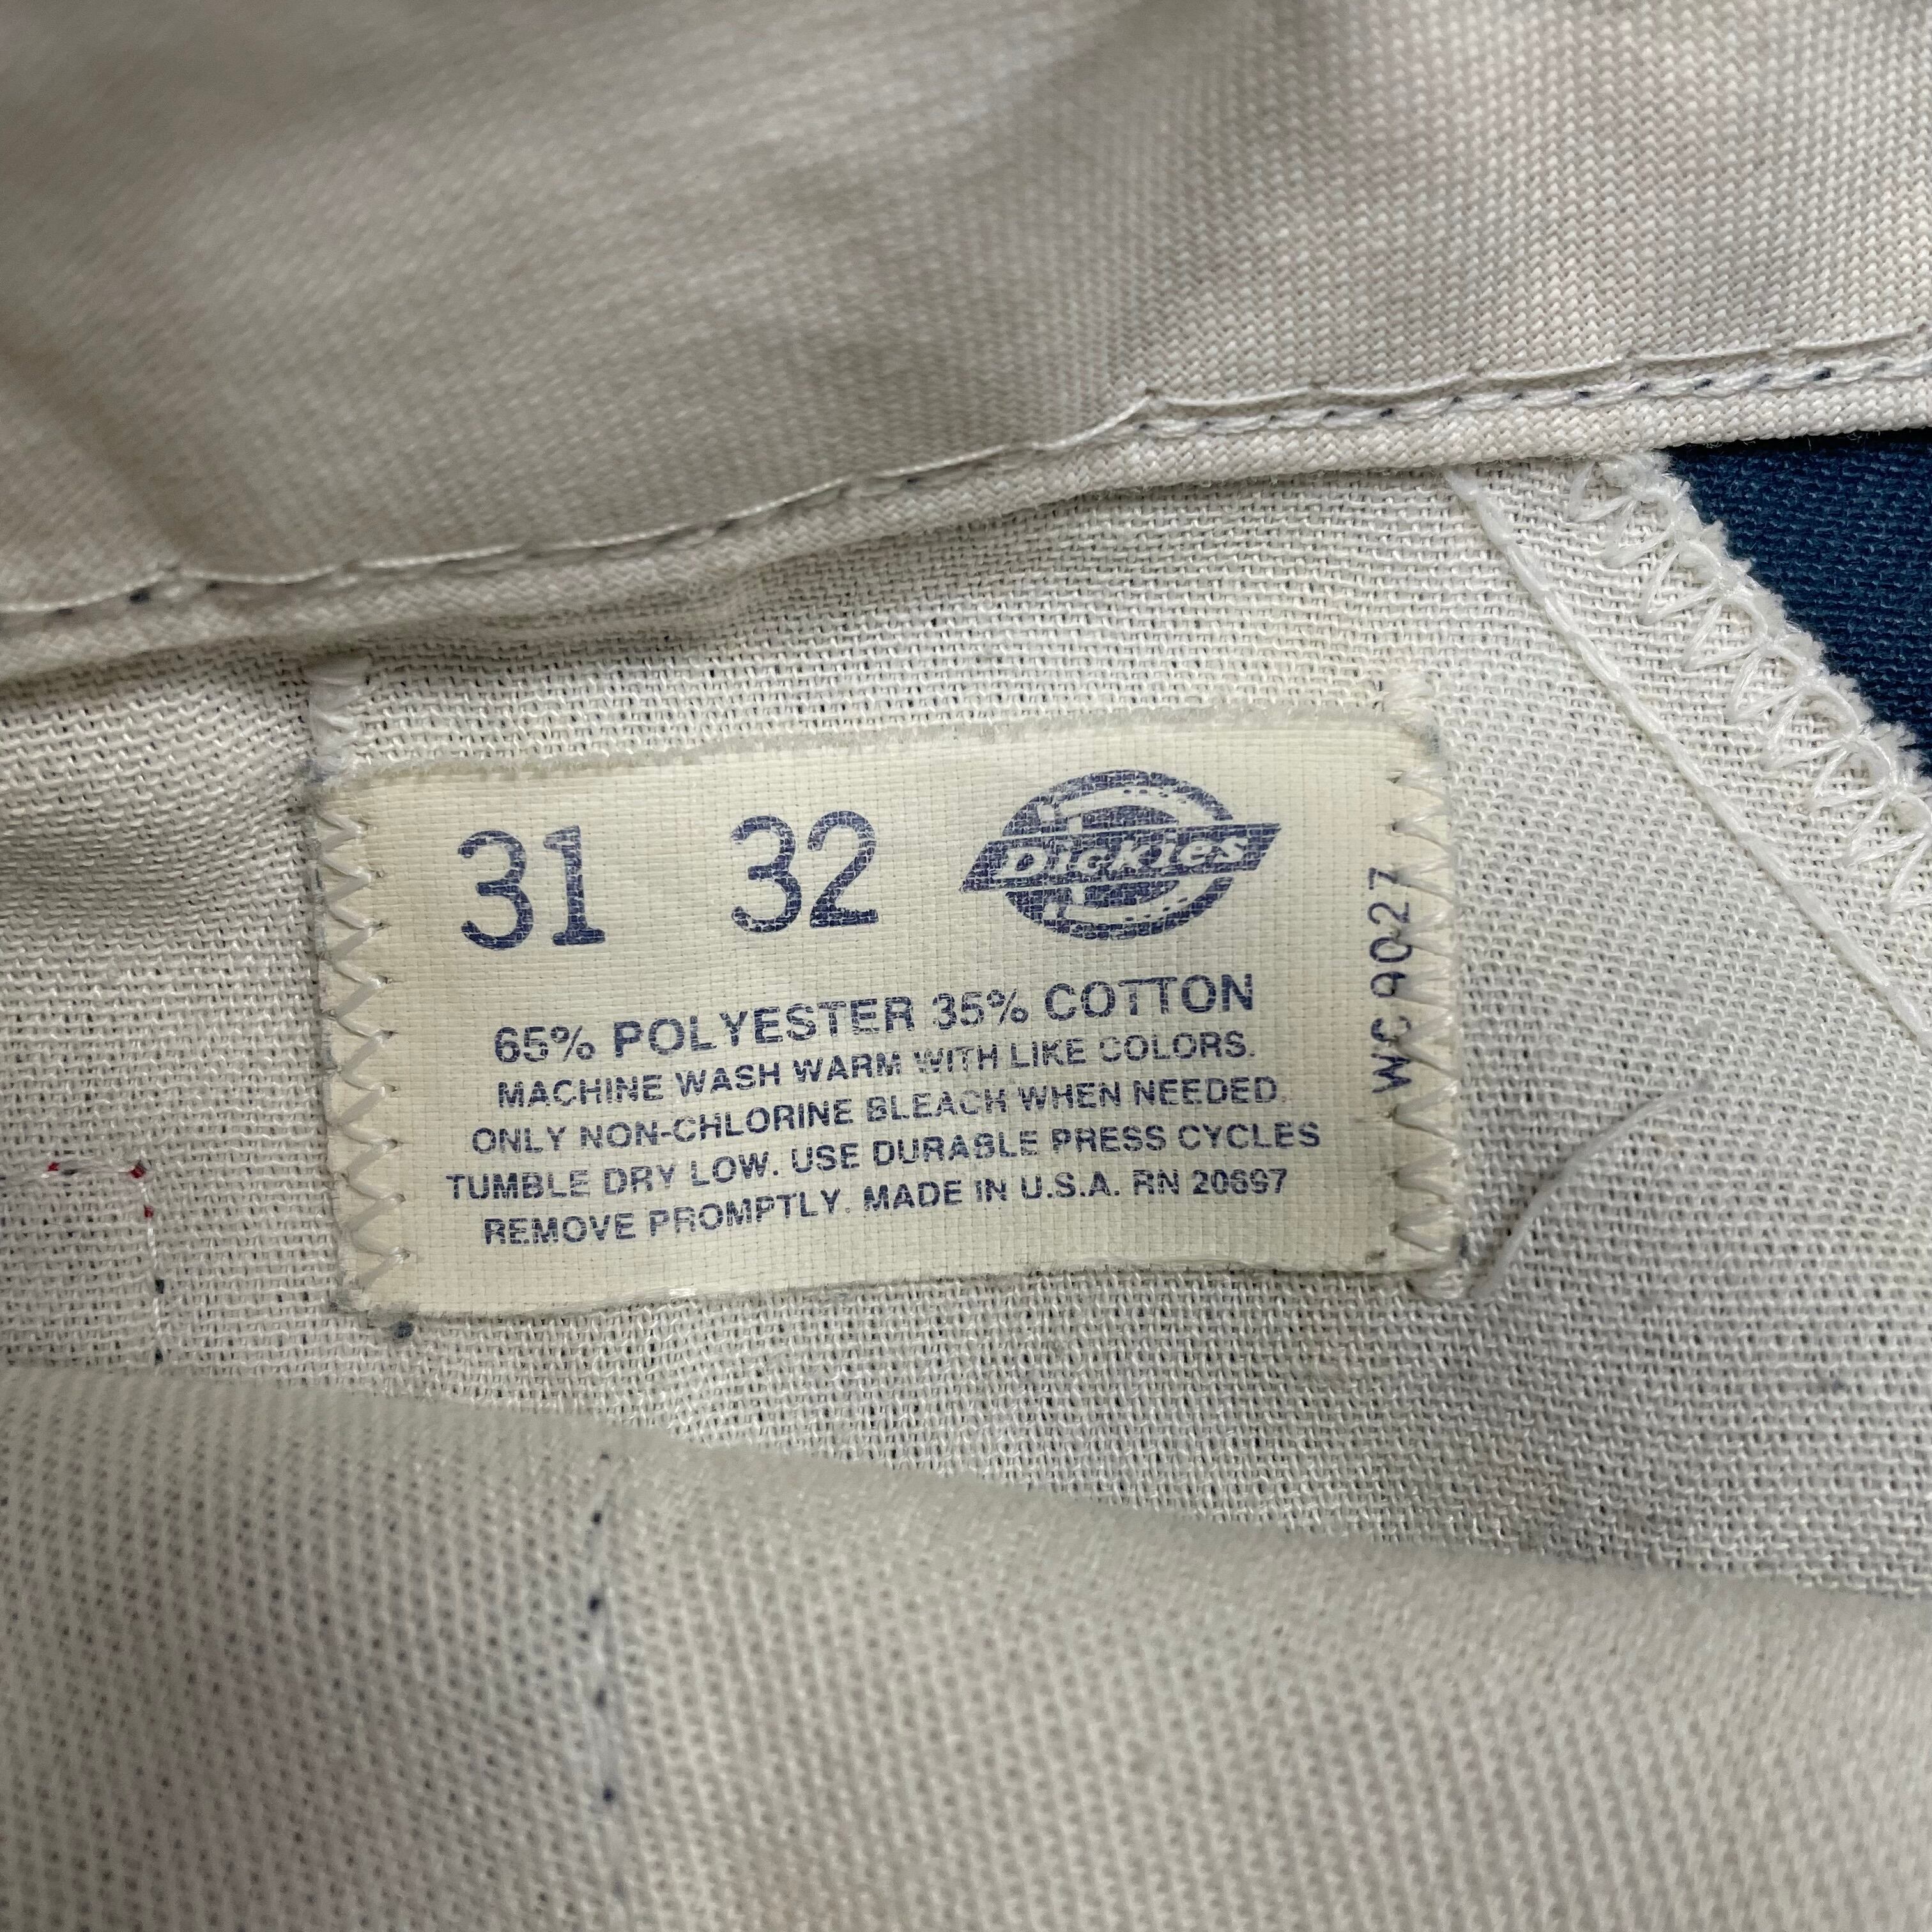 31 32 Dickies
65% POLYESTER 35% COTTON
MACHINE WASH WARM WITH LIKE COLORS.
ONLY NON-CHLORINE BLEACH WHEN NEEDED.
TUMBLE DRY LOW. USE DURABLE PRESS CYCLES
REMOVE PROMPTLY. MADE IN U.S.A. RN 20697
9027